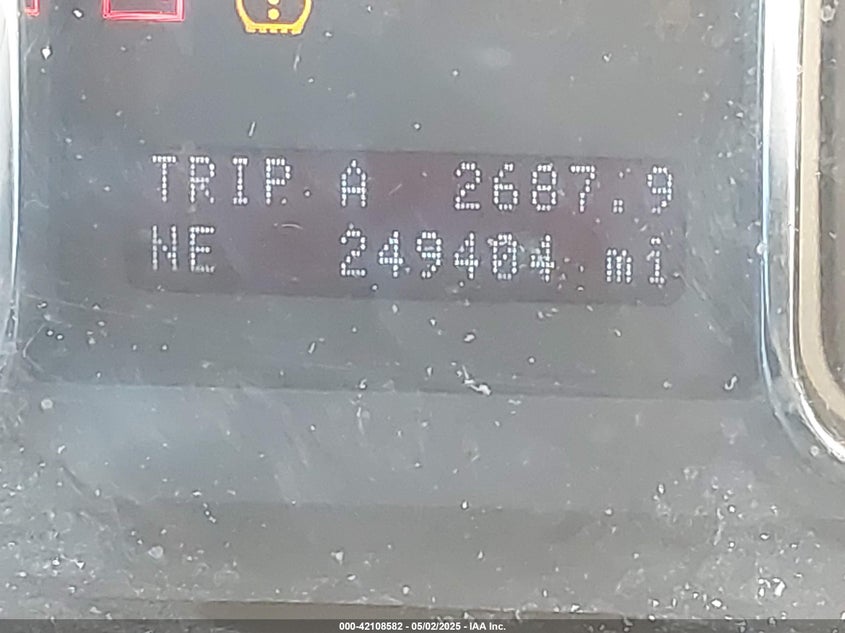 TRIP A 2687.9
NE 249404 mi
000-42108582 - 05/02/2025 - IAA Inc.